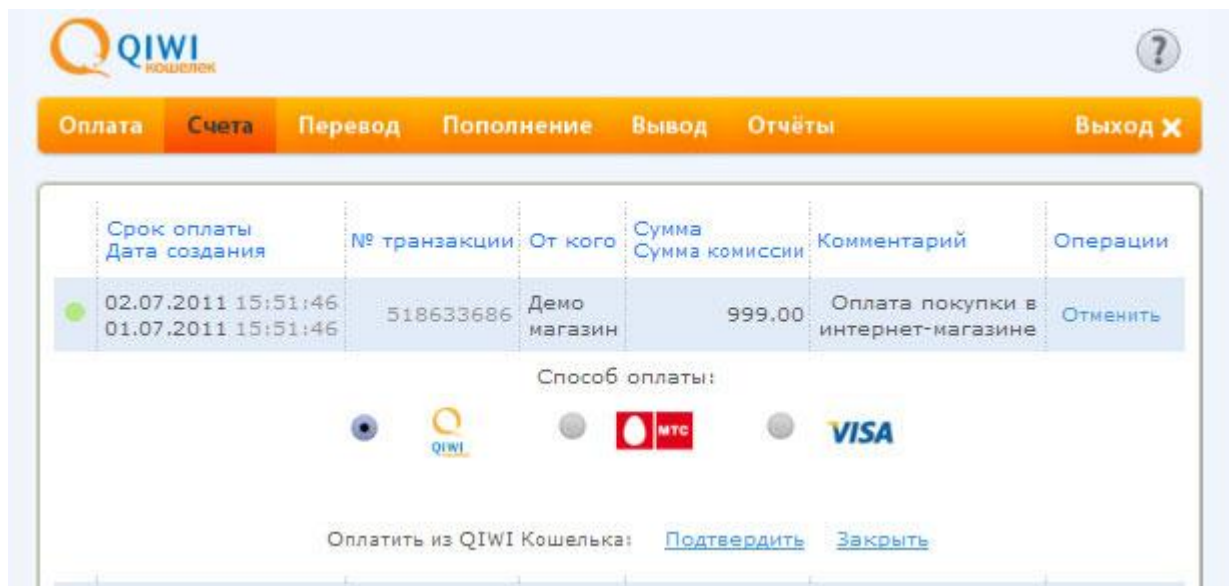 QIWI
кошелек
?
Оплата Счета Перевод Пополнение Вывод Отчёты Выход
Срок оплаты
Дата создания
№ транзакции
От кого
Сумма
Сумма комиссии
Комментарий
Операции
02.07.2011 15:51:46
01.07.2011 15:51:46
518633686
Демо
магазин
999.00
Оплата покупки в
интернет-магазине
Отменить
Способ оплаты:
QIWI
МТС
VISA
Оплатить из QIWI Кошелька: Подтвердить Закрыть